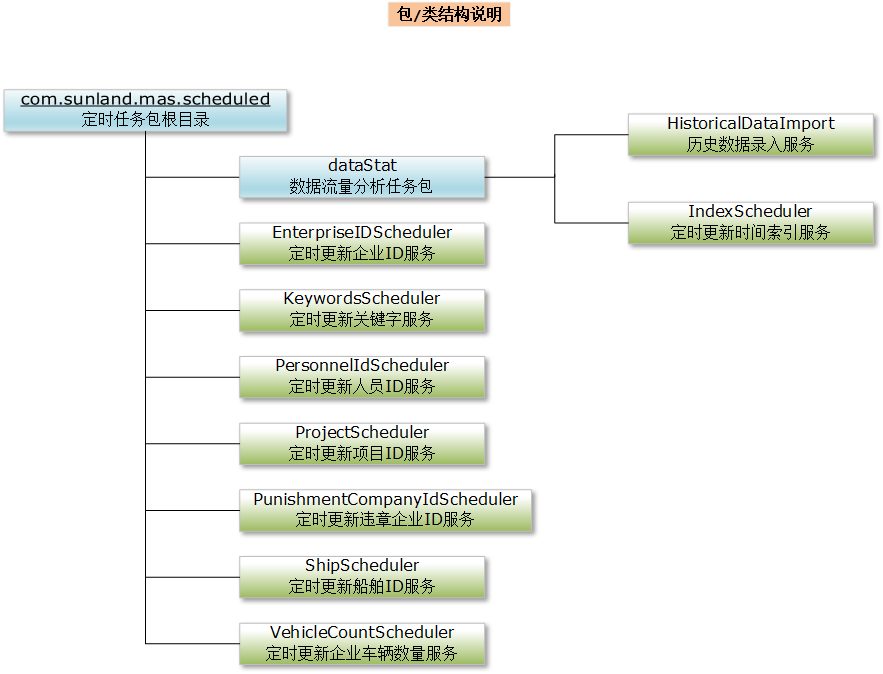 包/类结构说明
com.sunland.mas.scheduled
定时任务包根目录
dataStat
数据流量分析任务包
HistoricalDataImport
历史数据录入服务
IndexScheduler
定时更新时间索引服务
EnterpriseIDScheduler
定时更新企业ID服务
KeywordsScheduler
定时更新关键字服务
PersonnelIdScheduler
定时更新人员ID服务
ProjectScheduler
定时更新项目ID服务
PunishmentCompanyIdScheduler
定时更新违章企业ID服务
ShipScheduler
定时更新船舶ID服务
VehicleCountScheduler
定时更新企业车辆数量服务